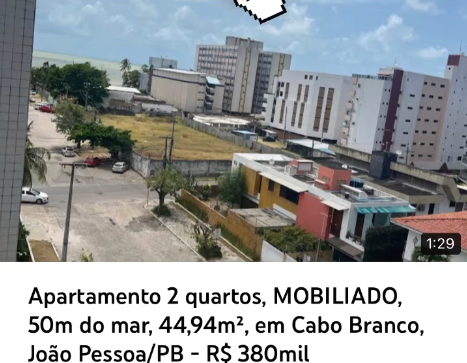 1:29
Apartamento 2 quartos, MOBILIADO,
50m do mar, 44,94m², em Cabo Branco,
João Pessoa/PB - R$ 380mil